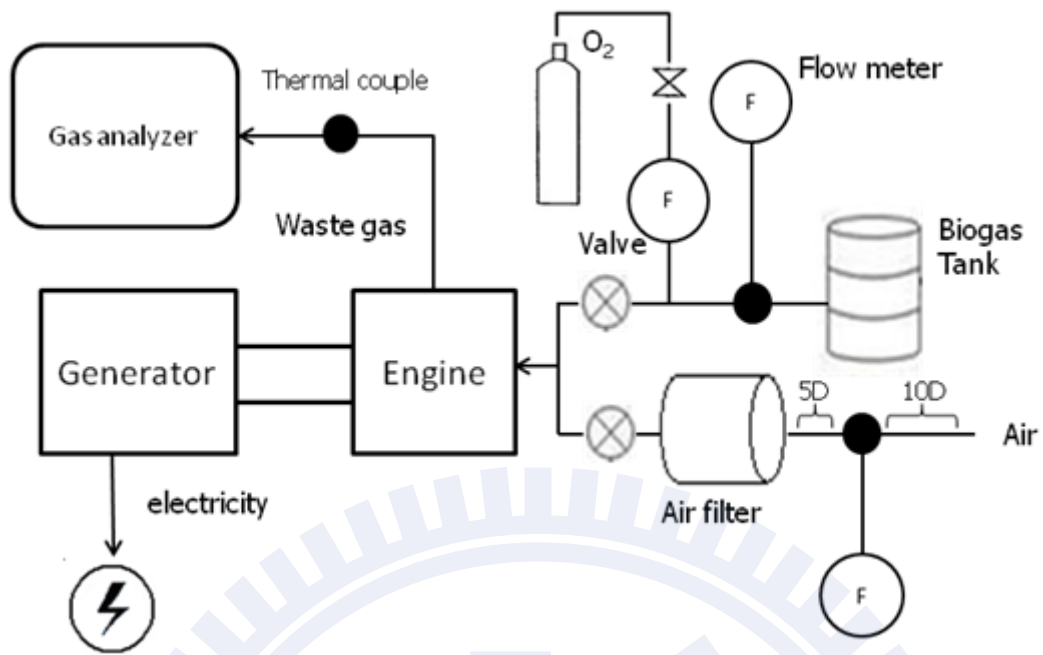 O₂
Flow meter
Thermal couple
F
Gas analyzer
F
Waste gas
Valve
Biogas
Tank
Generator
Engine
5D
10D
Air
electricity
Air filter
F